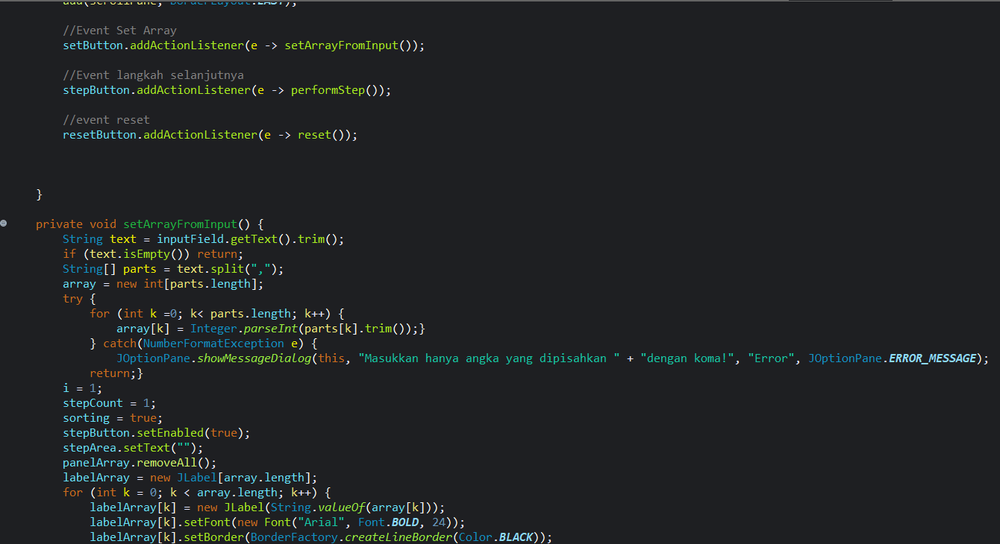 add(scrollPane, BorderLayout.EAST);
//Event Set Array
setButton.addActionListener(e -> setArrayFromInput());
//Event langkah selanjutnya
stepButton.addActionListener(e -> performStep());
//event reset
resetButton.addActionListener(e -> reset());
}
private void setArrayFromInput() {
String text = inputField.getText().trim();
if (text.isEmpty()) return;
String[] parts = text.split(",");
array = new int[parts.length];
try {
for (int k =0; k< parts.length; k++) {
array[k] = Integer.parseInt(parts[k].trim());}
} catch(NumberFormatException e) {
JOptionPane.showMessageDialog(this, "Masukkan hanya angka yang dipisahkan " + "dengan koma!", "Error", JOptionPane.ERROR_MESSAGE);
return;}
i = 1;
stepCount = 1;
sorting = true;
stepButton.setEnabled(true);
stepArea.setText("");
panelArray.removeAll();
labelArray = new JLabel[array.length];
for (int k = 0; k < array.length; k++) {
labelArray[k] = new JLabel(String.valueOf(array[k]));
labelArray[k].setFont(new Font("Arial", Font.BOLD, 24));
labelArray[k].setBorder(BorderFactory.createLineBorder(Color.BLACK));